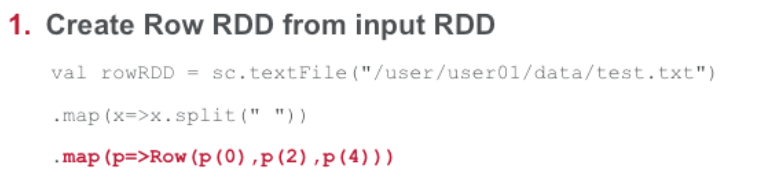 1. Create Row RDD from input RDD
val rowRDD = sc.textFile("/user/user01/data/test.txt")
.map(x=>x.split(" "))
.map(p=>Row(p(0),p(2),p(4)))